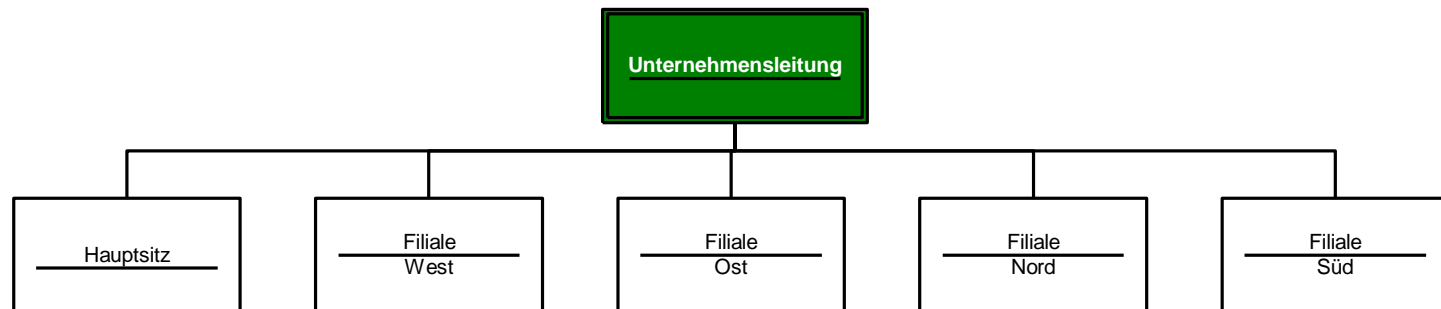 Unternehmensleitung
Hauptsitz
Filiale
West
Filiale
Ost
Filiale
Nord
Filiale
Süd